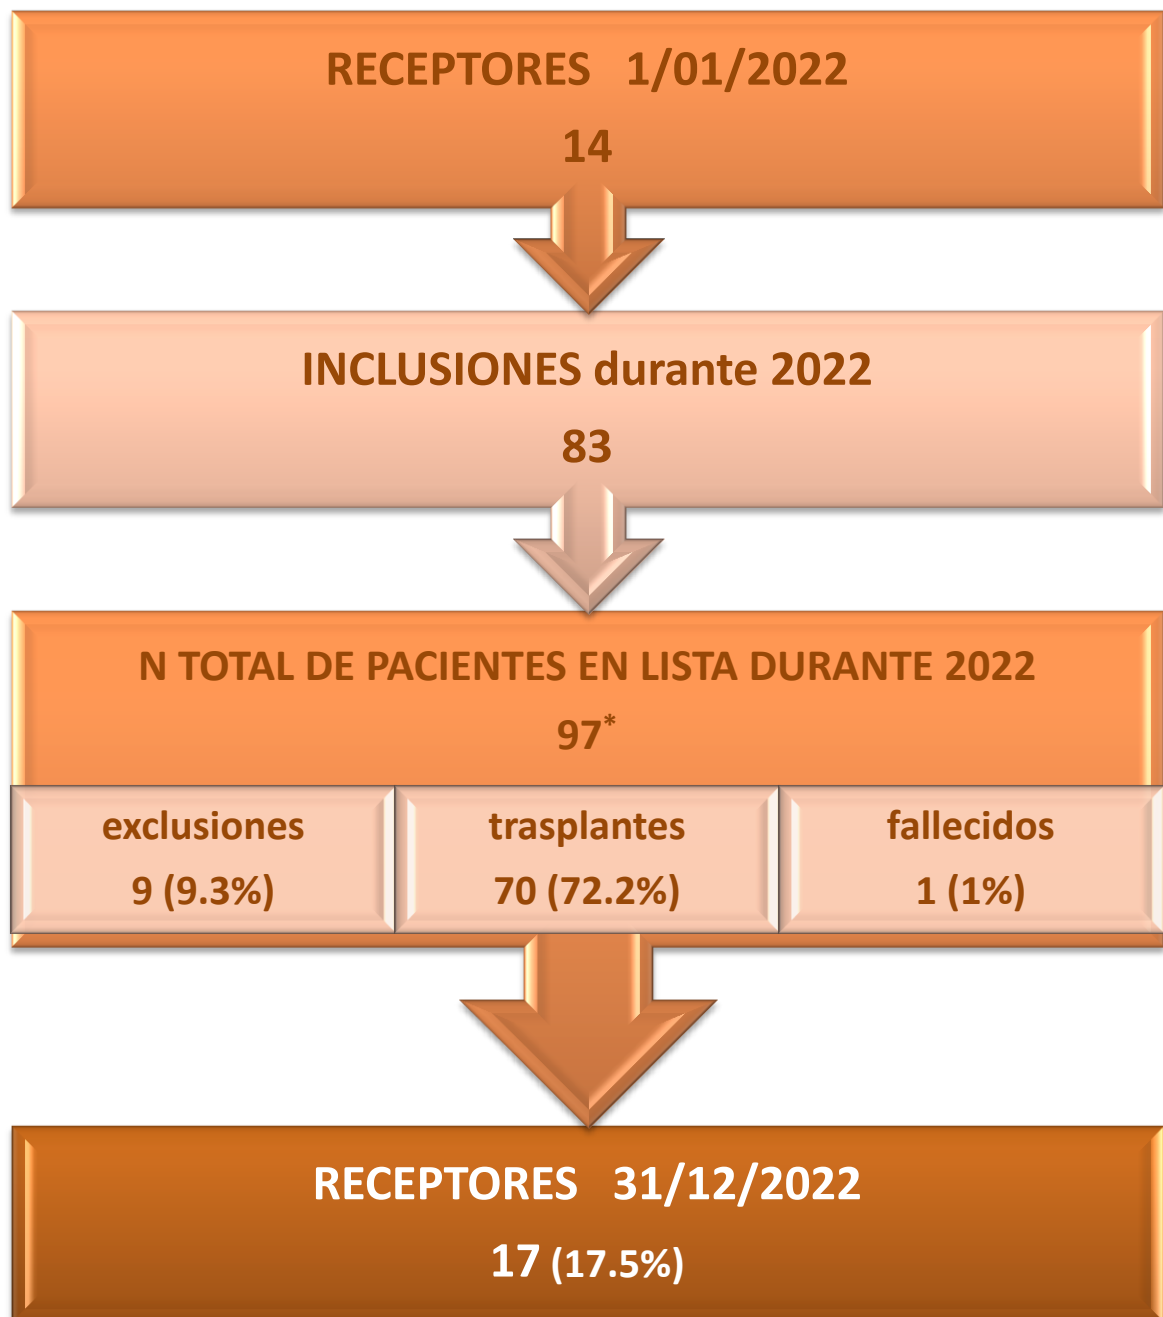 RECEPTORES 1/01/2022
14
INCLUSIONES durante 2022
83
N TOTAL DE PACIENTES EN LISTA DURANTE 2022
97*
exclusiones
9 (9.3%)
trasplantes
70 (72.2%)
fallecidos
1 (1%)
RECEPTORES 31/12/2022
17 (17.5%)